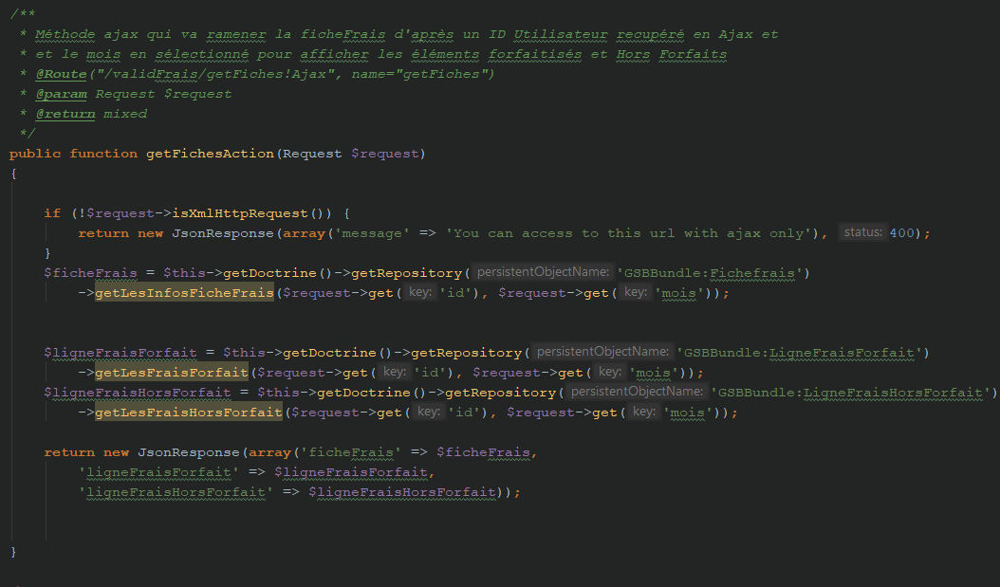 /**
 * Méthode ajax qui va ramener la ficheFrais d'après un ID Utilisateur recupéré en Ajax et
 * et le mois en sélectionné pour afficher les éléments forfaitisés et Hors Forfaits
 * @Route("/validFrais/getFiches!Ajax", name="getFiches")
 * @param Request $request
 * @return mixed
 */
public function getFichesAction(Request $request)
{
if (!$request->isXmlHttpRequest()) {
return new JsonResponse(array('message' => 'You can access to this url with ajax only'), status: 400);
}
$ficheFrais = $this->getDoctrine()->getRepository( persistentObjectName: 'GSBBundle:Fichefrais')
->getLesInfosFicheFrais($request->get( key: 'id'), $request->get( key: 'mois'));
$ligneFraisForfait = $this->getDoctrine()->getRepository( persistentObjectName: 'GSBBundle:LigneFraisForfait')
->getLesFraisForfait($request->get( key: 'id'), $request->get( key: 'mois'));
$ligneFraisHorsForfait = $this->getDoctrine()->getRepository( persistentObjectName: 'GSBBundle:LigneFraisHorsForfait')
->getLesFraisHorsForfait($request->get( key: 'id'), $request->get( key: 'mois'));
return new JsonResponse(array('ficheFrais' => $ficheFrais,
'ligneFraisForfait' => $ligneFraisForfait,
'ligneFraisHorsForfait' => $ligneFraisHorsForfait));
}